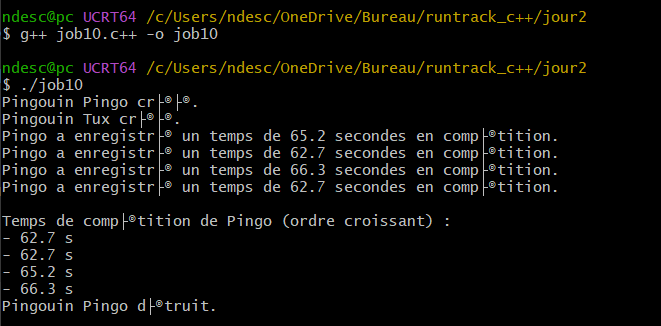 ndesc@pc UCRT64 /c/Users/ndesc/OneDrive/Bureau/runtrack_c++/jour2
$ g++ job10.c++ -o job10
ndesc@pc UCRT64 /c/Users/ndesc/OneDrive/Bureau/runtrack_c++/jour2
$ ./job10
Pingouin Pingo cr├®├®.
Pingouin Tux cr├®├®.
Pingo a enregistr├® un temps de 65.2 secondes en comp├®tition.
Pingo a enregistr├® un temps de 62.7 secondes en comp├®tition.
Pingo a enregistr├® un temps de 66.3 secondes en comp├®tition.
Pingo a enregistr├® un temps de 62.7 secondes en comp├®tition.
Temps de comp├®tition de Pingo (ordre croissant) :
- 62.7 s
- 62.7 s
- 65.2 s
- 66.3 s
Pingouin Pingo d├®truit.